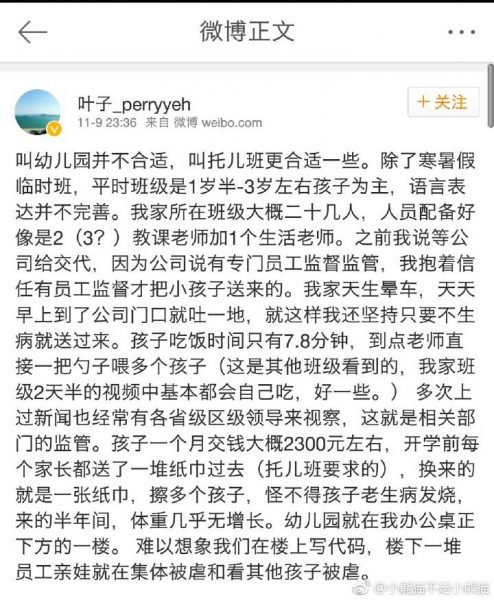 微博正文
叶子_perryyeh
+关注
11-9 23:36 来自 微博 weibo.com
叫幼儿园并不合适，叫托儿班更合适一些。除了寒暑假
临时班，平时班级是1岁半-3岁左右孩子为主，语言表
达并不完善。我家所在班级大概二十几人，人员配备好
像是2（3？）教课老师加1个生活老师。之前我说等公
司给交代，因为公司说有专门员工监督监管，我抱着信
任有员工监督才把小孩子送来的。我家天生晕车，天天
早上到了公司门口就吐一地，就这样我还坚持只要不生
病就送过来。孩子吃饭时间只有7.8分钟，到点老师直
接一把勺子喂多个孩子（这是其他班级看到的，我家班
级2天半的视频中基本都会自己吃，好一些。）多次上
过新闻也经常有各省级区级领导来视察，这就是相关部
门的监管。孩子一个月交钱大概2300元左右，开学前每
个家长都送了一堆纸巾过去（托儿班要求的），换来的
就是一张纸巾，擦多个孩子，怪不得孩子老生病发烧，
来的半年间，体重几乎无增长。幼儿园就在我办公桌正
下方的一楼。 难以想象我们在楼上写代码，楼下一堆
员工亲娃就在集体被虐和看其他孩子被虐。
@小熊猫不是小熊猫